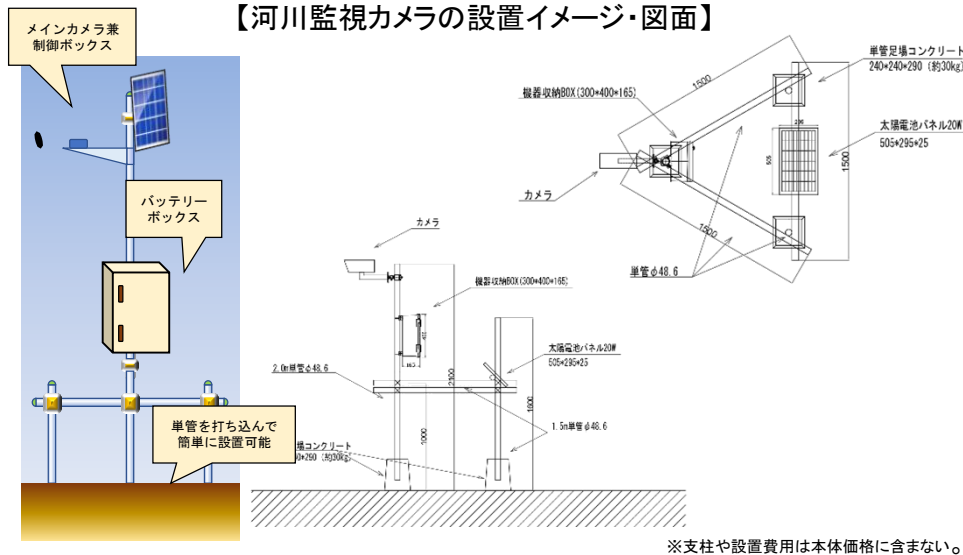 【河川監視カメラの設置イメージ・図面】
メインカメラ兼
制御ボックス
バッテリー
ボックス
単管を打ち込んで
簡単に設置可能
単管足場コンクリート
240*240*290 (約30kg)
機器収納BOX(300*400*165)
1500
太陽電池パネル20W
505*295*25
505
1500
カメラ
1500
単管φ48.6
カメラ
機器収納BOX(300*400*165)
太陽電池パネル20W
505*295*25
2.0m単管φ48.6
2100
1600
1000
1.5m単管φ48.6
場コンクリート
0*290 (約30kg)
※支柱や設置費用は本体価格に含まない。